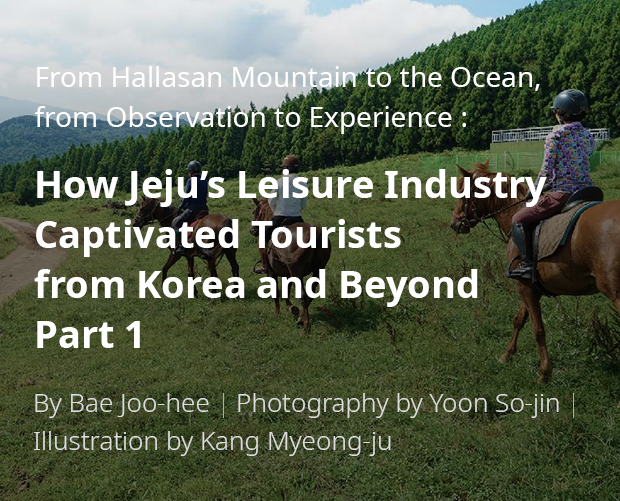 From Hallasan Mountain to the Ocean,
from Observation to Experience :
How Jeju’s Leisure Industry
Captivated Tourists
from Korea and Beyond
Part 1
By Bae Joo-hee | Photography by Yoon So-jin |
Illustration by Kang Myeong-ju